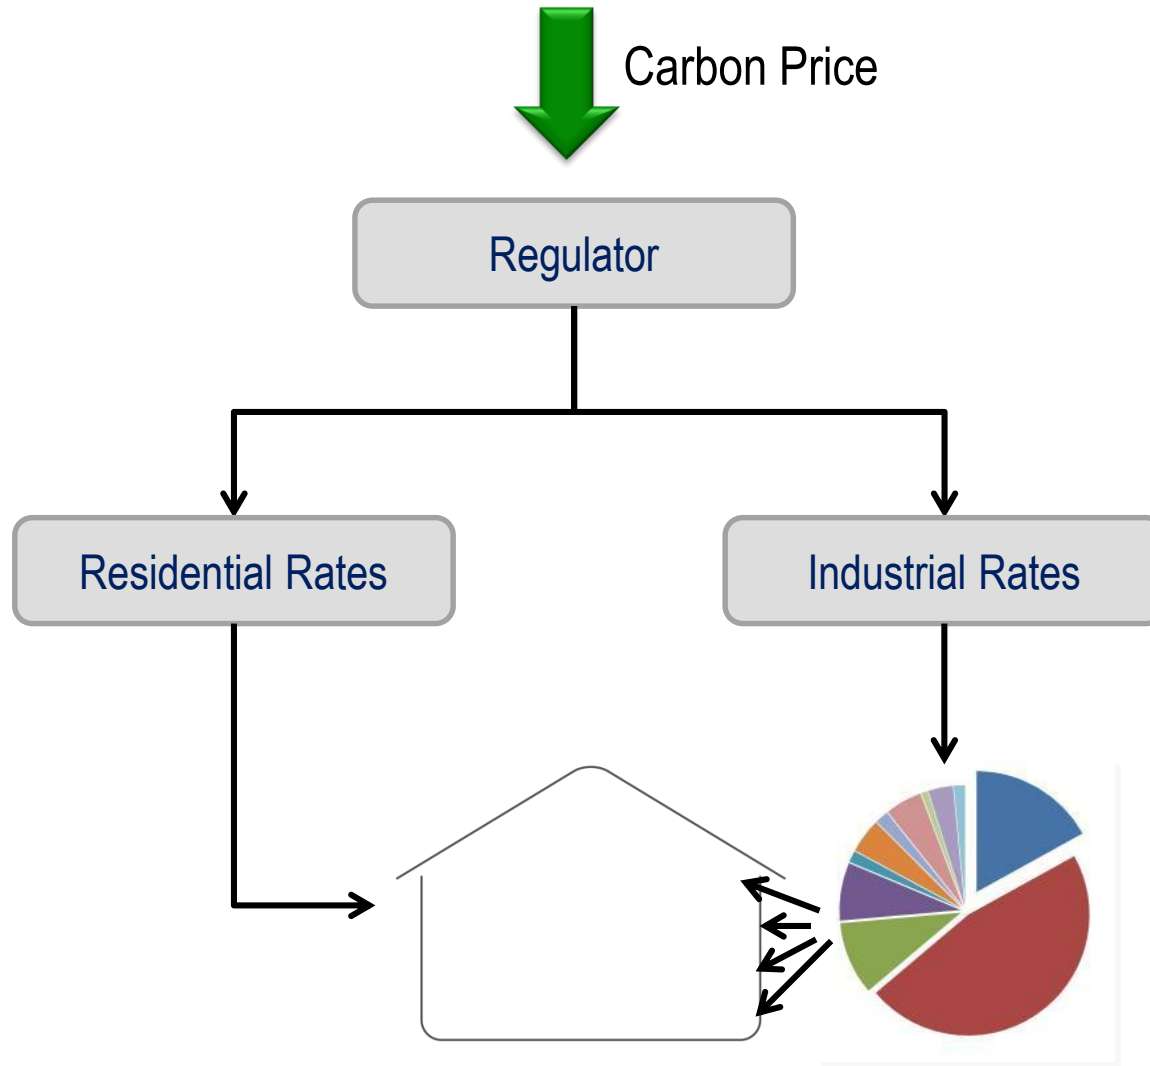 Carbon Price
Regulator
Residential Rates
Industrial Rates